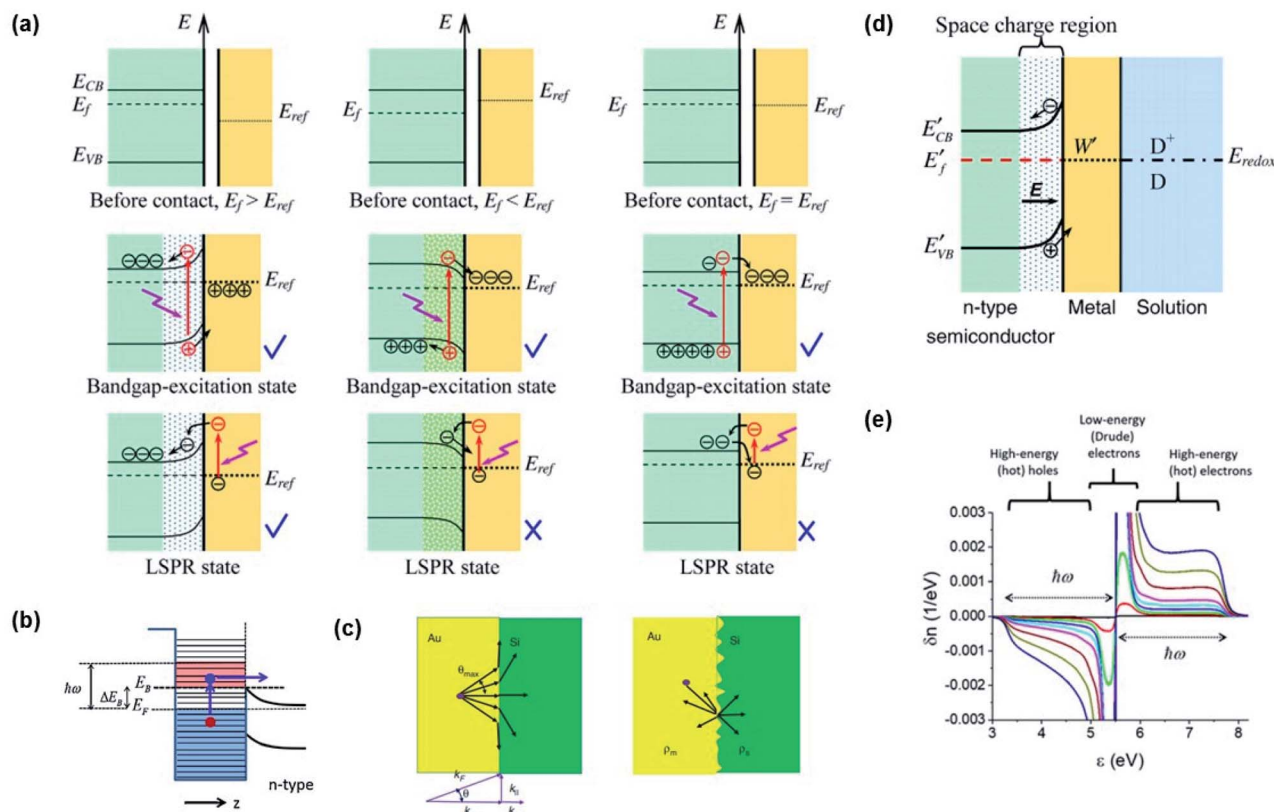 (a)
E
E
E
E_CB
E_f
E_VB
E_ref
E_f
E_ref
E_f
E_ref
Before contact, E_f > E_ref
Before contact, E_f < E_ref
Before contact, E_f = E_ref
E_ref
E_ref
E_ref
Bandgap-excitation state
Bandgap-excitation state
Bandgap-excitation state
E_ref
E_ref
E_ref
LSPR state
LSPR state
LSPR state
(b)
ħω
ΔE_B
E_B
E_F
n-type
z
(c)
Au
Si
θ_max
k_F
θ
k_||
k
k
ρ_m
ρ_s
(d)
Space charge region
E'_CB
E'_f
E'_VB
E
W'
D⁺
D
E_redox
n-type
semiconductor
Metal
Solution
(e)
Low-energy
(Drude)
electrons
High-energy
(hot) holes
High-energy
(hot) electrons
0.003
0.002
0.001
0.000
-0.001
-0.002
-0.003
δn (1/eV)
ħω
ħω
3 4 5 6 7 8
ε (eV)